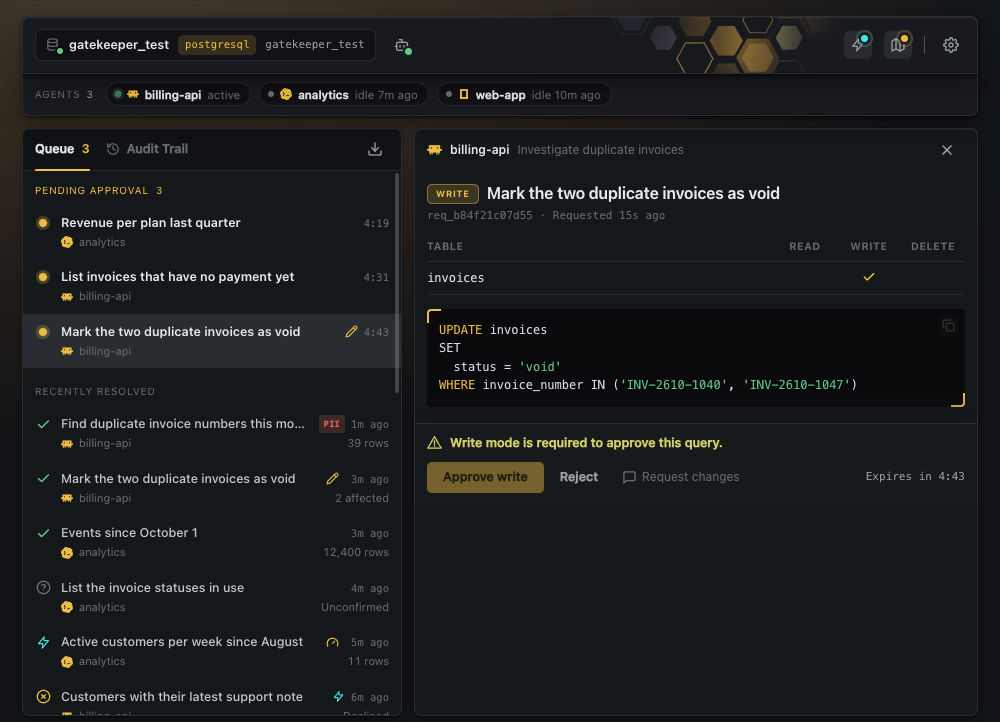 gatekeeper_test postgresql gatekeeper_test
AGENTS 3 billing-api active analytics idle 7m ago web-app idle 10m ago
Queue 3 Audit Trail
PENDING APPROVAL 3
Revenue per plan last quarter 4:19
analytics
List invoices that have no payment yet 4:31
billing-api
Mark the two duplicate invoices as void 4:43
billing-api
RECENTLY RESOLVED
Find duplicate invoice numbers this mo... PII 1m ago
billing-api 39 rows
Mark the two duplicate invoices as void 3m ago
billing-api 2 affected
Events since October 1 3m ago
analytics 12,400 rows
List the invoice statuses in use 4m ago
analytics Unconfirmed
Active customers per week since August 5m ago
analytics 11 rows
Customers with their latest support note 6m ago
billing-api
billing-api Investigate duplicate invoices
WRITE Mark the two duplicate invoices as void
req_b84f21c07d55 · Requested 15s ago
TABLE READ WRITE DELETE
invoices
UPDATE invoices
SET
status = 'void'
WHERE invoice_number IN ('INV-2610-1040', 'INV-2610-1047')
Write mode is required to approve this query.
Approve write Reject Request changes Expires in 4:43